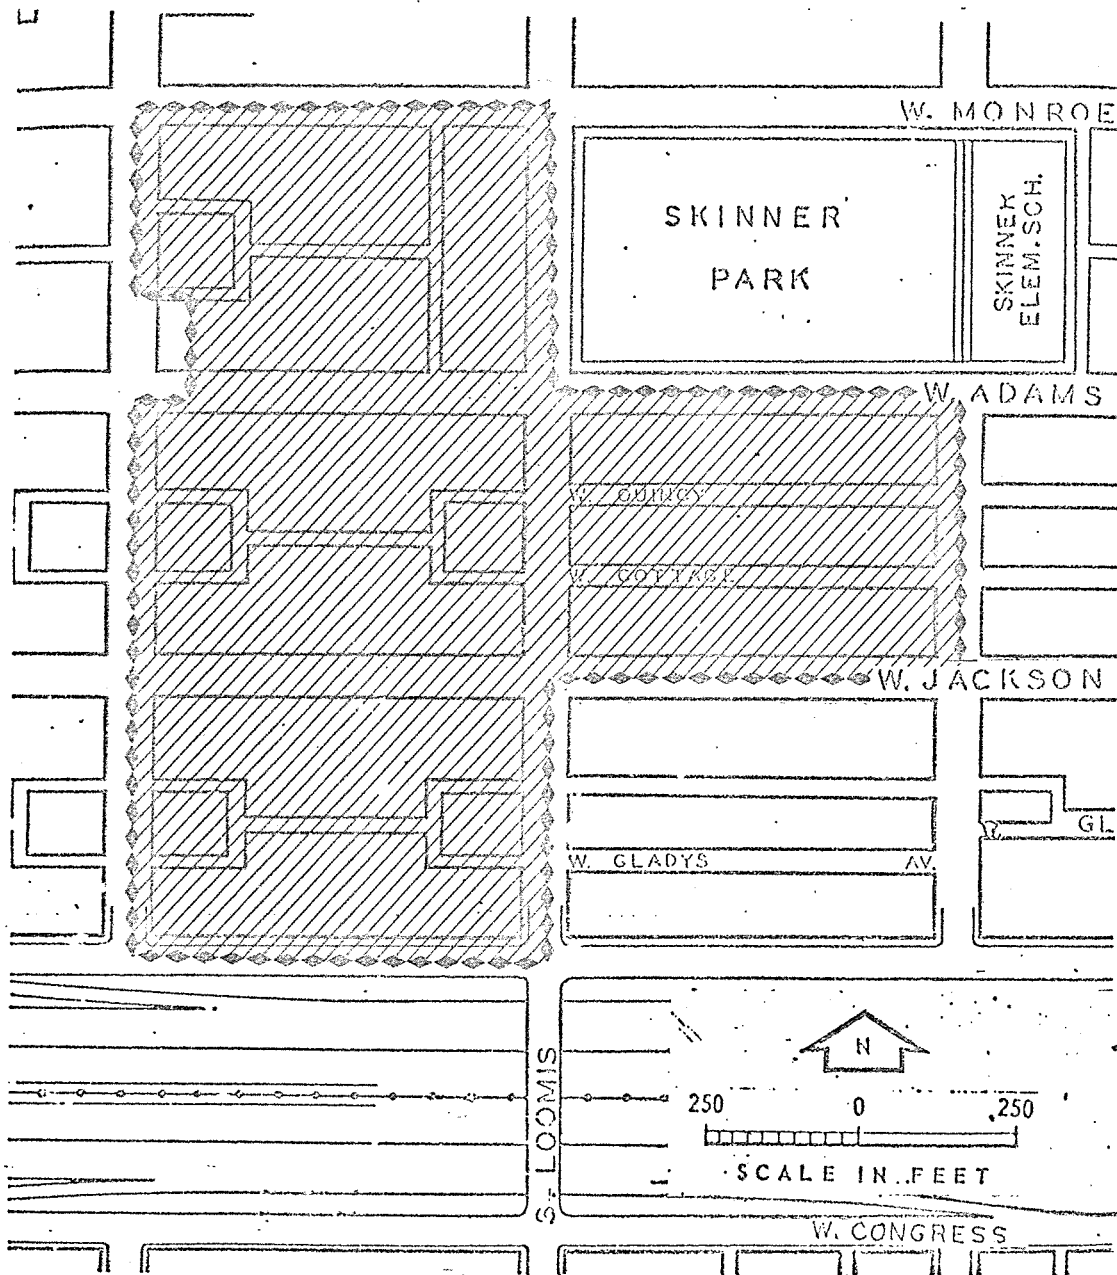 W. MONROE
SKINNER
PARK
SKINNER
ELEM. SCH.
W. ADAMS
W. QUINCY
W. COTTAGE
W. JACKSON
GL
W. GLADYS AV.
N
250 0 250
SCALE IN FEET
S. LOOMIS
W. CONGRESS